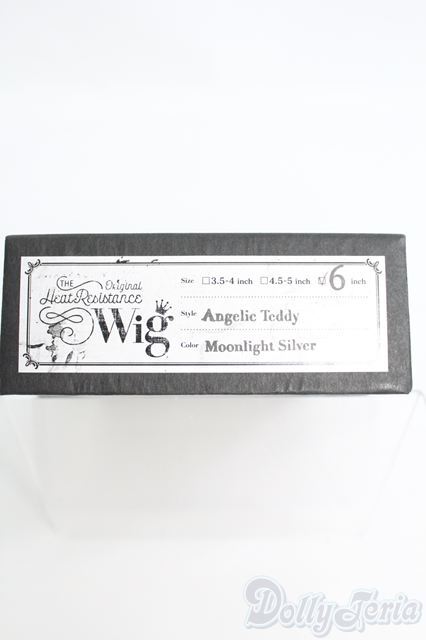 THE Original
Heat Resistance
Wig
Size ☐3.5-4 inch ☐4.5-5 inch ☑6 inch
Style Angelic Teddy
Color Moonlight Silver
DollyTeria